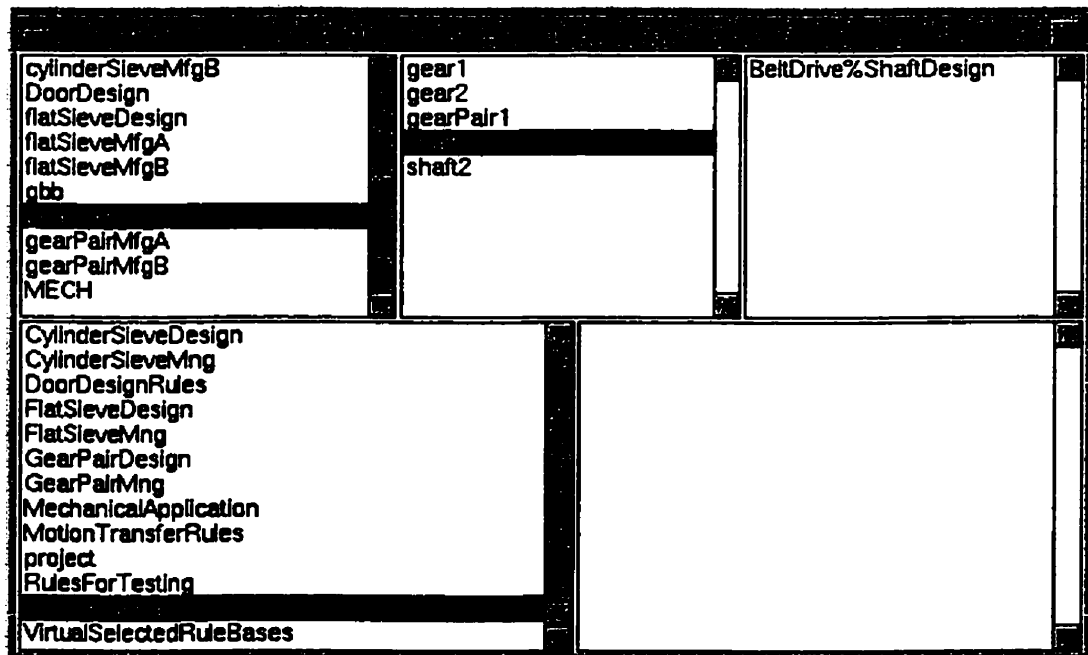 cylinderSieveMfgB
DoorDesign
flatSieveDesign
flatSieveMfgA
flatSieveMfgB
gbb
gearPairMfgA
gearPairMfgB
MECH
gear1
gear2
gearPair1
shaft2
BeltDrive%ShaftDesign
CylinderSieveDesign
CylinderSieveMng
DoorDesignRules
FlatSieveDesign
FlatSieveMng
GearPairDesign
GearPairMng
MechanicalApplication
MotionTransferRules
project
RulesForTesting
VirtualSelectedRuleBases